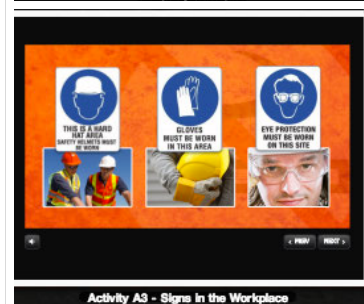 THIS IS A HARD
HAT AREA
SAFETY HELMETS MUST
BE WORN
GLOVES
MUST BE WORN
IN THIS AREA
EYE PROTECTION
MUST BE WORN
ON THIS SITE
‹ PREV
NEXT ›
Activity A3 - Signs in the Workplace